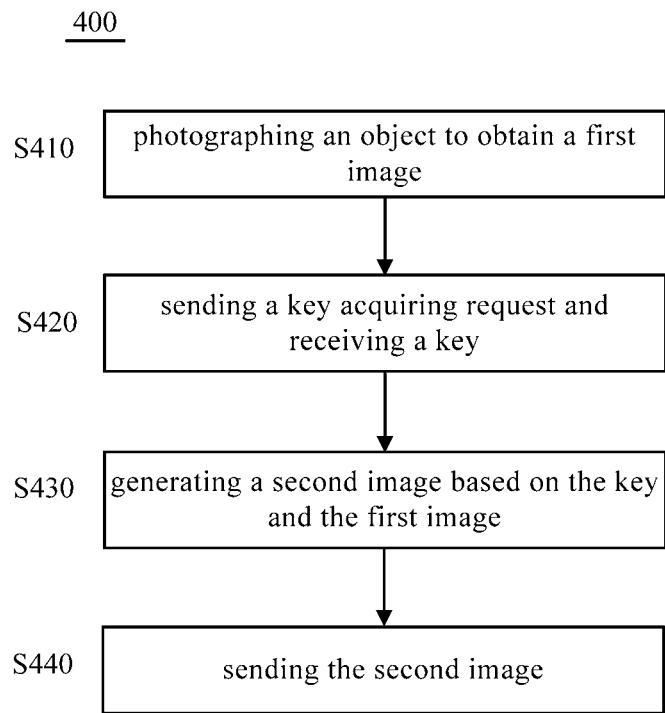 400
S410
photographing an object to obtain a first
image
S420
sending a key acquiring request and
receiving a key
S430
generating a second image based on the key
and the first image
S440
sending the second image